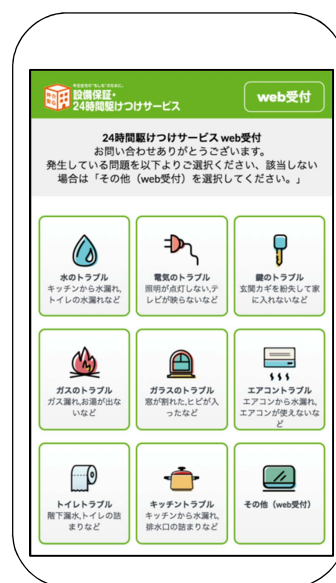 設備保証・
24時間駆けつけサービス
web受付
24時間駆けつけサービス web受付
お問い合わせありがとうございます。
発生している問題を以下よりご選択ください、該当しない
場合は「その他（web受付）を選択してください。」
水のトラブル
キッチンから水漏れ,
トイレの水漏れなど
電気のトラブル
照明が点灯しない,テ
レビが映らないなど
鍵のトラブル
玄関カギを紛失して家
に入れないなど
ガスのトラブル
ガス漏れ,お湯が出な
いなど
ガラスのトラブル
窓が割れた,ヒビが入
ったなど
エアコントラブル
エアコンから水漏れ,
エアコンが使えないな
ど
トイレトラブル
階下漏水,トイレの詰
まりなど
キッチントラブル
キッチンから水漏れ,
排水口の詰まりなど
その他（web受付）